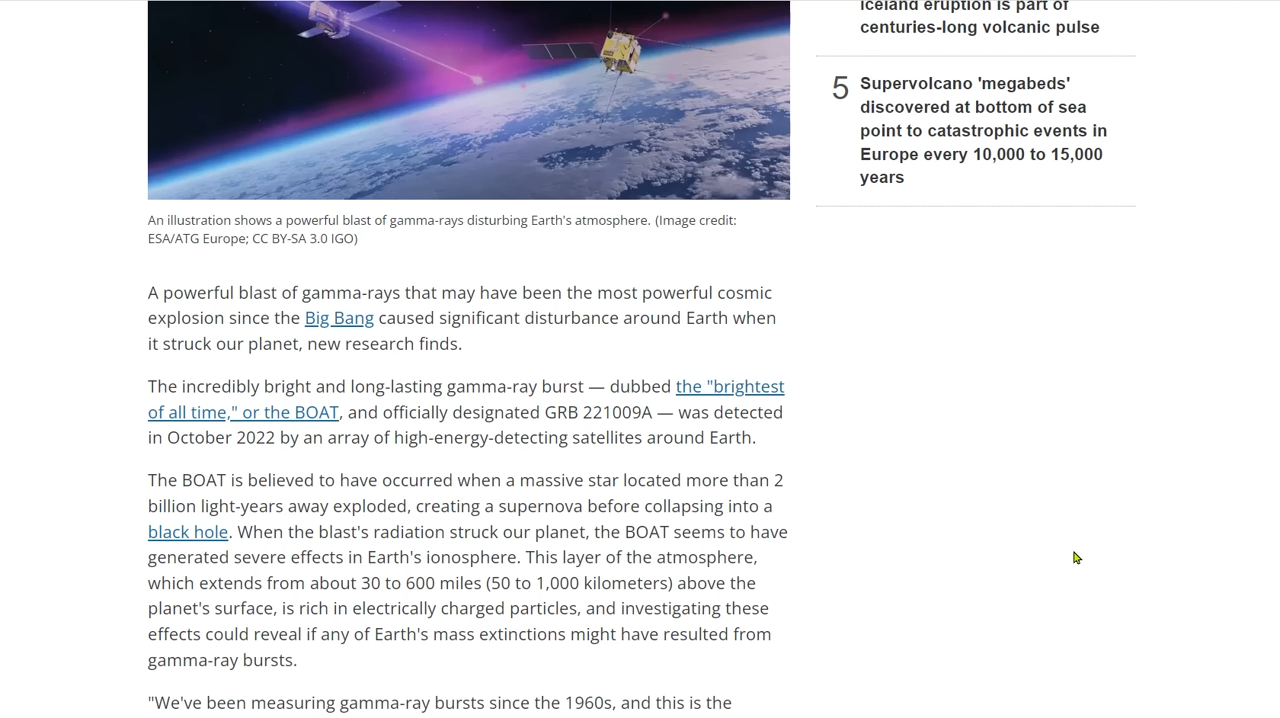 An illustration shows a powerful blast of gamma-rays disturbing Earth's atmosphere. (Image credit:
ESA/ATG Europe; CC BY-SA 3.0 IGO)
A powerful blast of gamma-rays that may have been the most powerful cosmic
explosion since the Big Bang caused significant disturbance around Earth when
it struck our planet, new research finds.
The incredibly bright and long-lasting gamma-ray burst — dubbed the "brightest
of all time," or the BOAT, and officially designated GRB 221009A — was detected
in October 2022 by an array of high-energy-detecting satellites around Earth.
The BOAT is believed to have occurred when a massive star located more than 2
billion light-years away exploded, creating a supernova before collapsing into a
black hole. When the blast's radiation struck our planet, the BOAT seems to have
generated severe effects in Earth's ionosphere. This layer of the atmosphere,
which extends from about 30 to 600 miles (50 to 1,000 kilometers) above the
planet's surface, is rich in electrically charged particles, and investigating these
effects could reveal if any of Earth's mass extinctions might have resulted from
gamma-ray bursts.
"We've been measuring gamma-ray bursts since the 1960s, and this is the
Iceland eruption is part of
centuries-long volcanic pulse
5
Supervolcano 'megabeds'
discovered at bottom of sea
point to catastrophic events in
Europe every 10,000 to 15,000
years